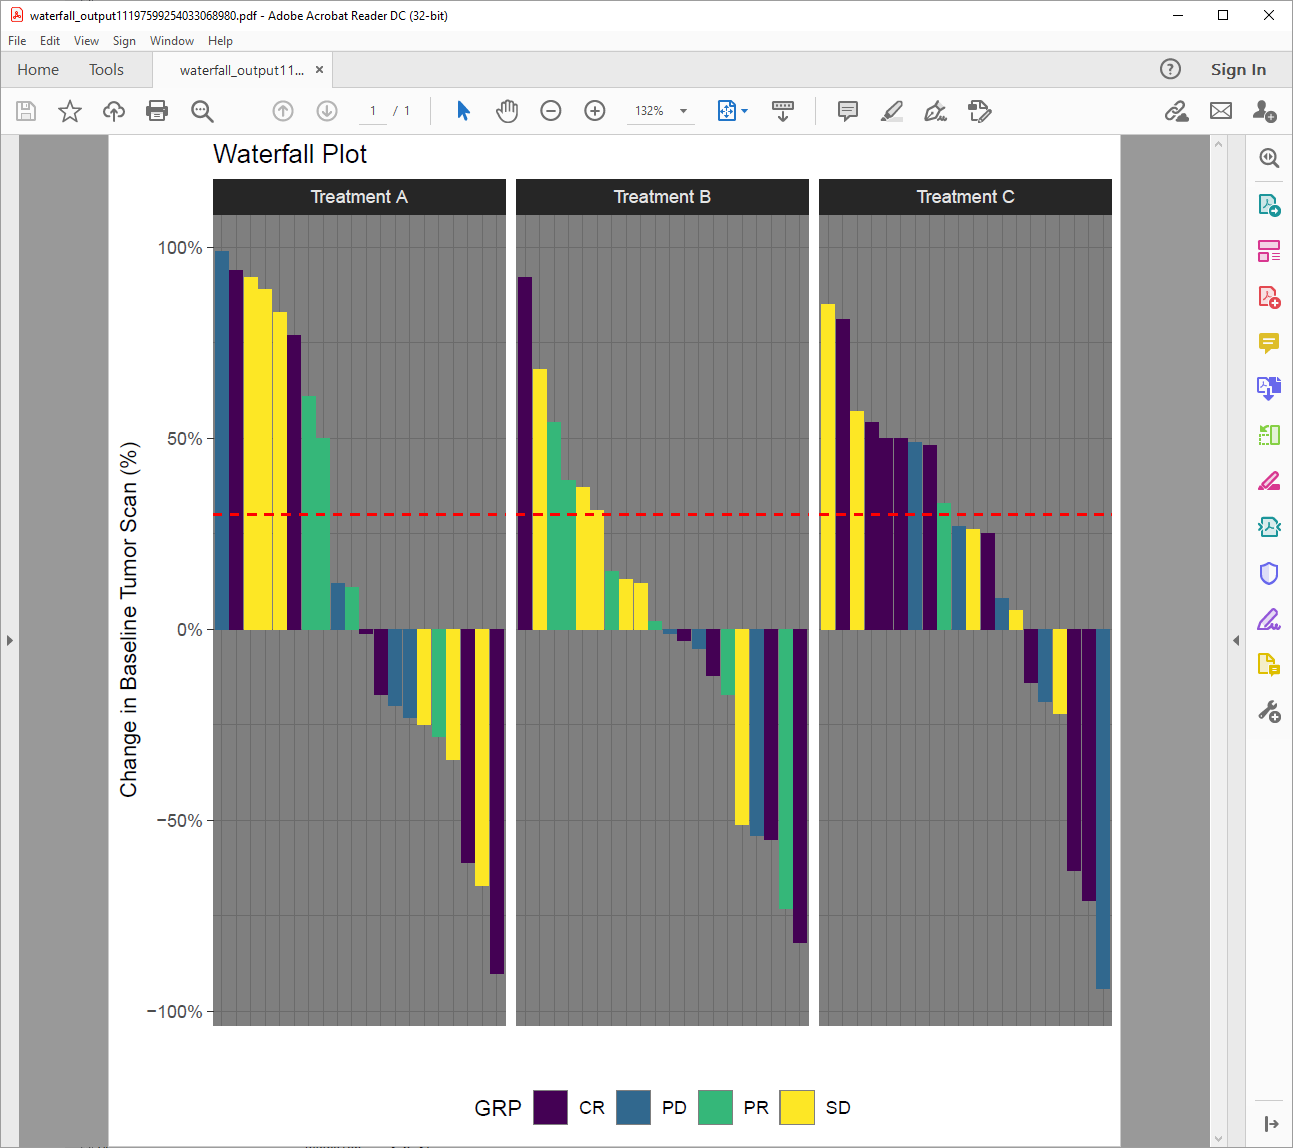 waterfall_output11197599254033068980.pdf - Adobe Acrobat Reader DC (32-bit)
File Edit View Sign Window Help
Home Tools waterfall_output11... × Sign In
1 / 1 132%
Waterfall Plot
Treatment A Treatment B Treatment C
100%
50%
0%
−50%
−100%
Change in Baseline Tumor Scan (%)
GRP CR PD PR SD